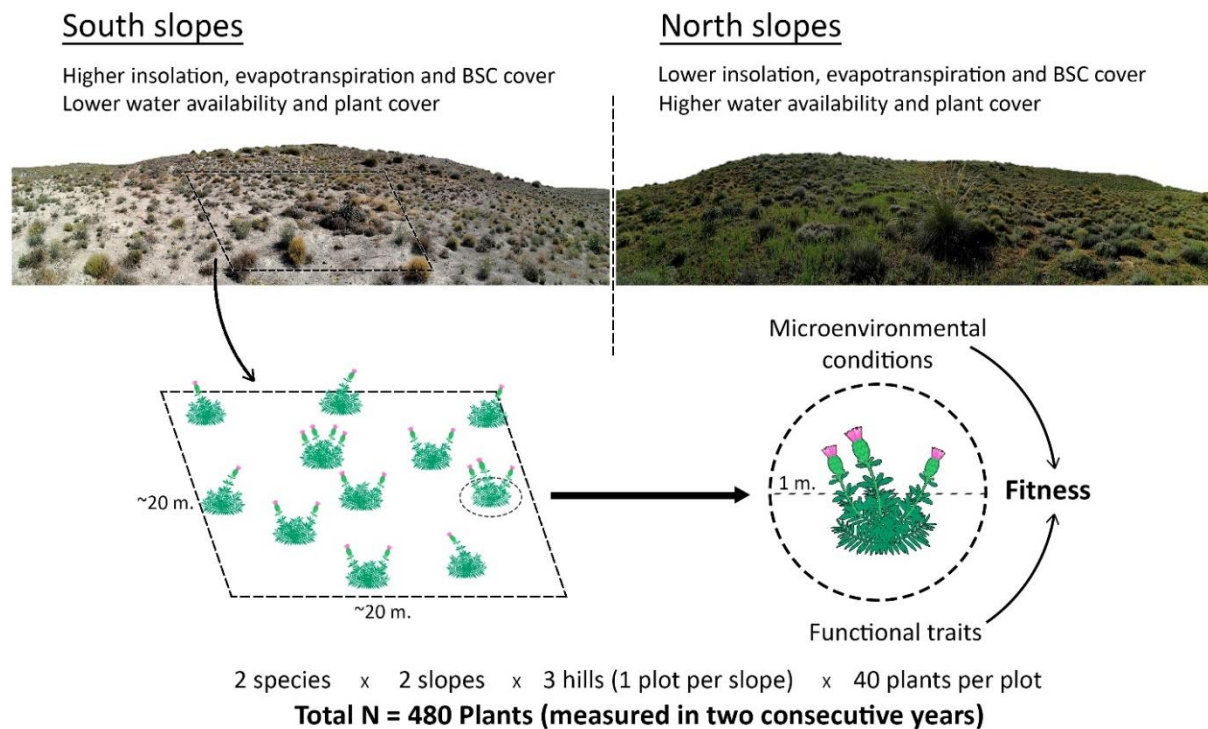 South slopes
Higher insolation, evapotranspiration and BSC cover
Lower water availability and plant cover
North slopes
Lower insolation, evapotranspiration and BSC cover
Higher water availability and plant cover
~20 m.
~20 m.
Microenvironmental
conditions
1 m.
Fitness
Functional traits
2 species x 2 slopes x 3 hills (1 plot per slope) x 40 plants per plot
Total N = 480 Plants (measured in two consecutive years)